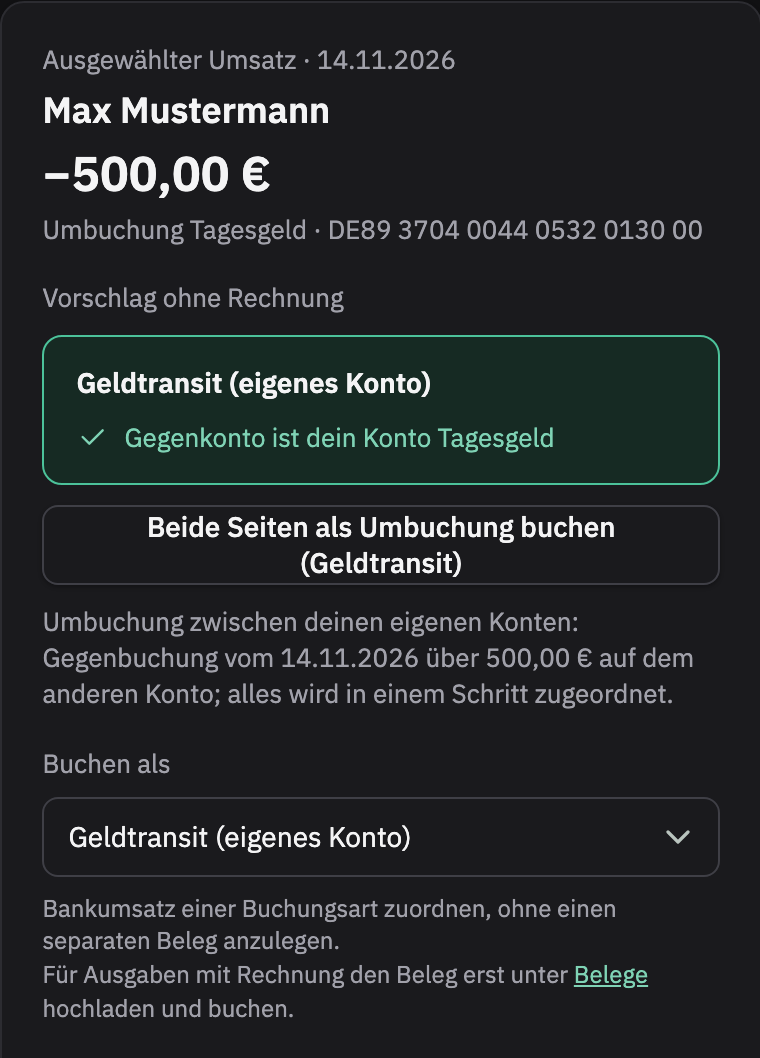 Ausgewählter Umsatz · 14.11.2026
Max Mustermann
−500,00 €
Umbuchung Tagesgeld · DE89 3704 0044 0532 0130 00
Vorschlag ohne Rechnung
Geldtransit (eigenes Konto)
Gegenkonto ist dein Konto Tagesgeld
Beide Seiten als Umbuchung buchen
(Geldtransit)
Umbuchung zwischen deinen eigenen Konten:
Gegenbuchung vom 14.11.2026 über 500,00 € auf dem
anderen Konto; alles wird in einem Schritt zugeordnet.
Buchen als
Geldtransit (eigenes Konto)
Bankumsatz einer Buchungsart zuordnen, ohne einen
separaten Beleg anzulegen.
Für Ausgaben mit Rechnung den Beleg erst unter Belege
hochladen und buchen.